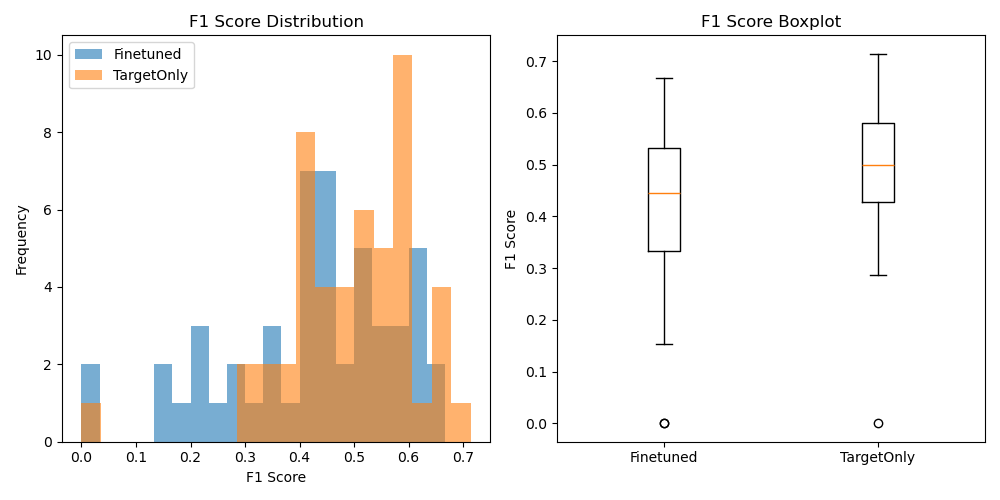 F1 Score Distribution
Finetuned
TargetOnly
Frequency
10
8
6
4
2
0
0.0 0.1 0.2 0.3 0.4 0.5 0.6 0.7
F1 Score
F1 Score Boxplot
F1 Score
0.7
0.6
0.5
0.4
0.3
0.2
0.1
0.0
Finetuned TargetOnly